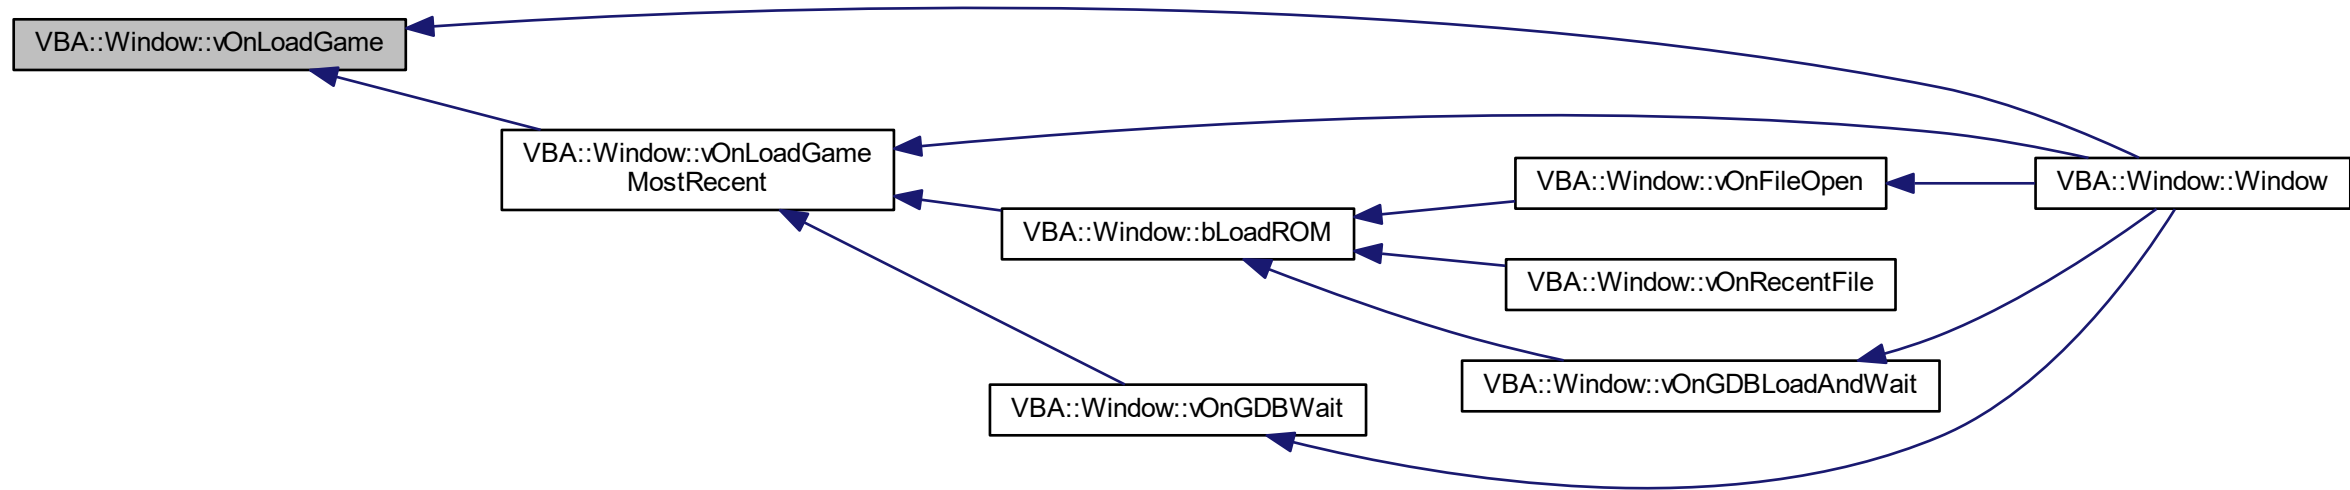 VBA::Window::vOnLoadGame
VBA::Window::vOnLoadGame
MostRecent
VBA::Window::vOnFileOpen
VBA::Window::Window
VBA::Window::bLoadROM
VBA::Window::vOnRecentFile
VBA::Window::vOnGDBLoadAndWait
VBA::Window::vOnGDBWait